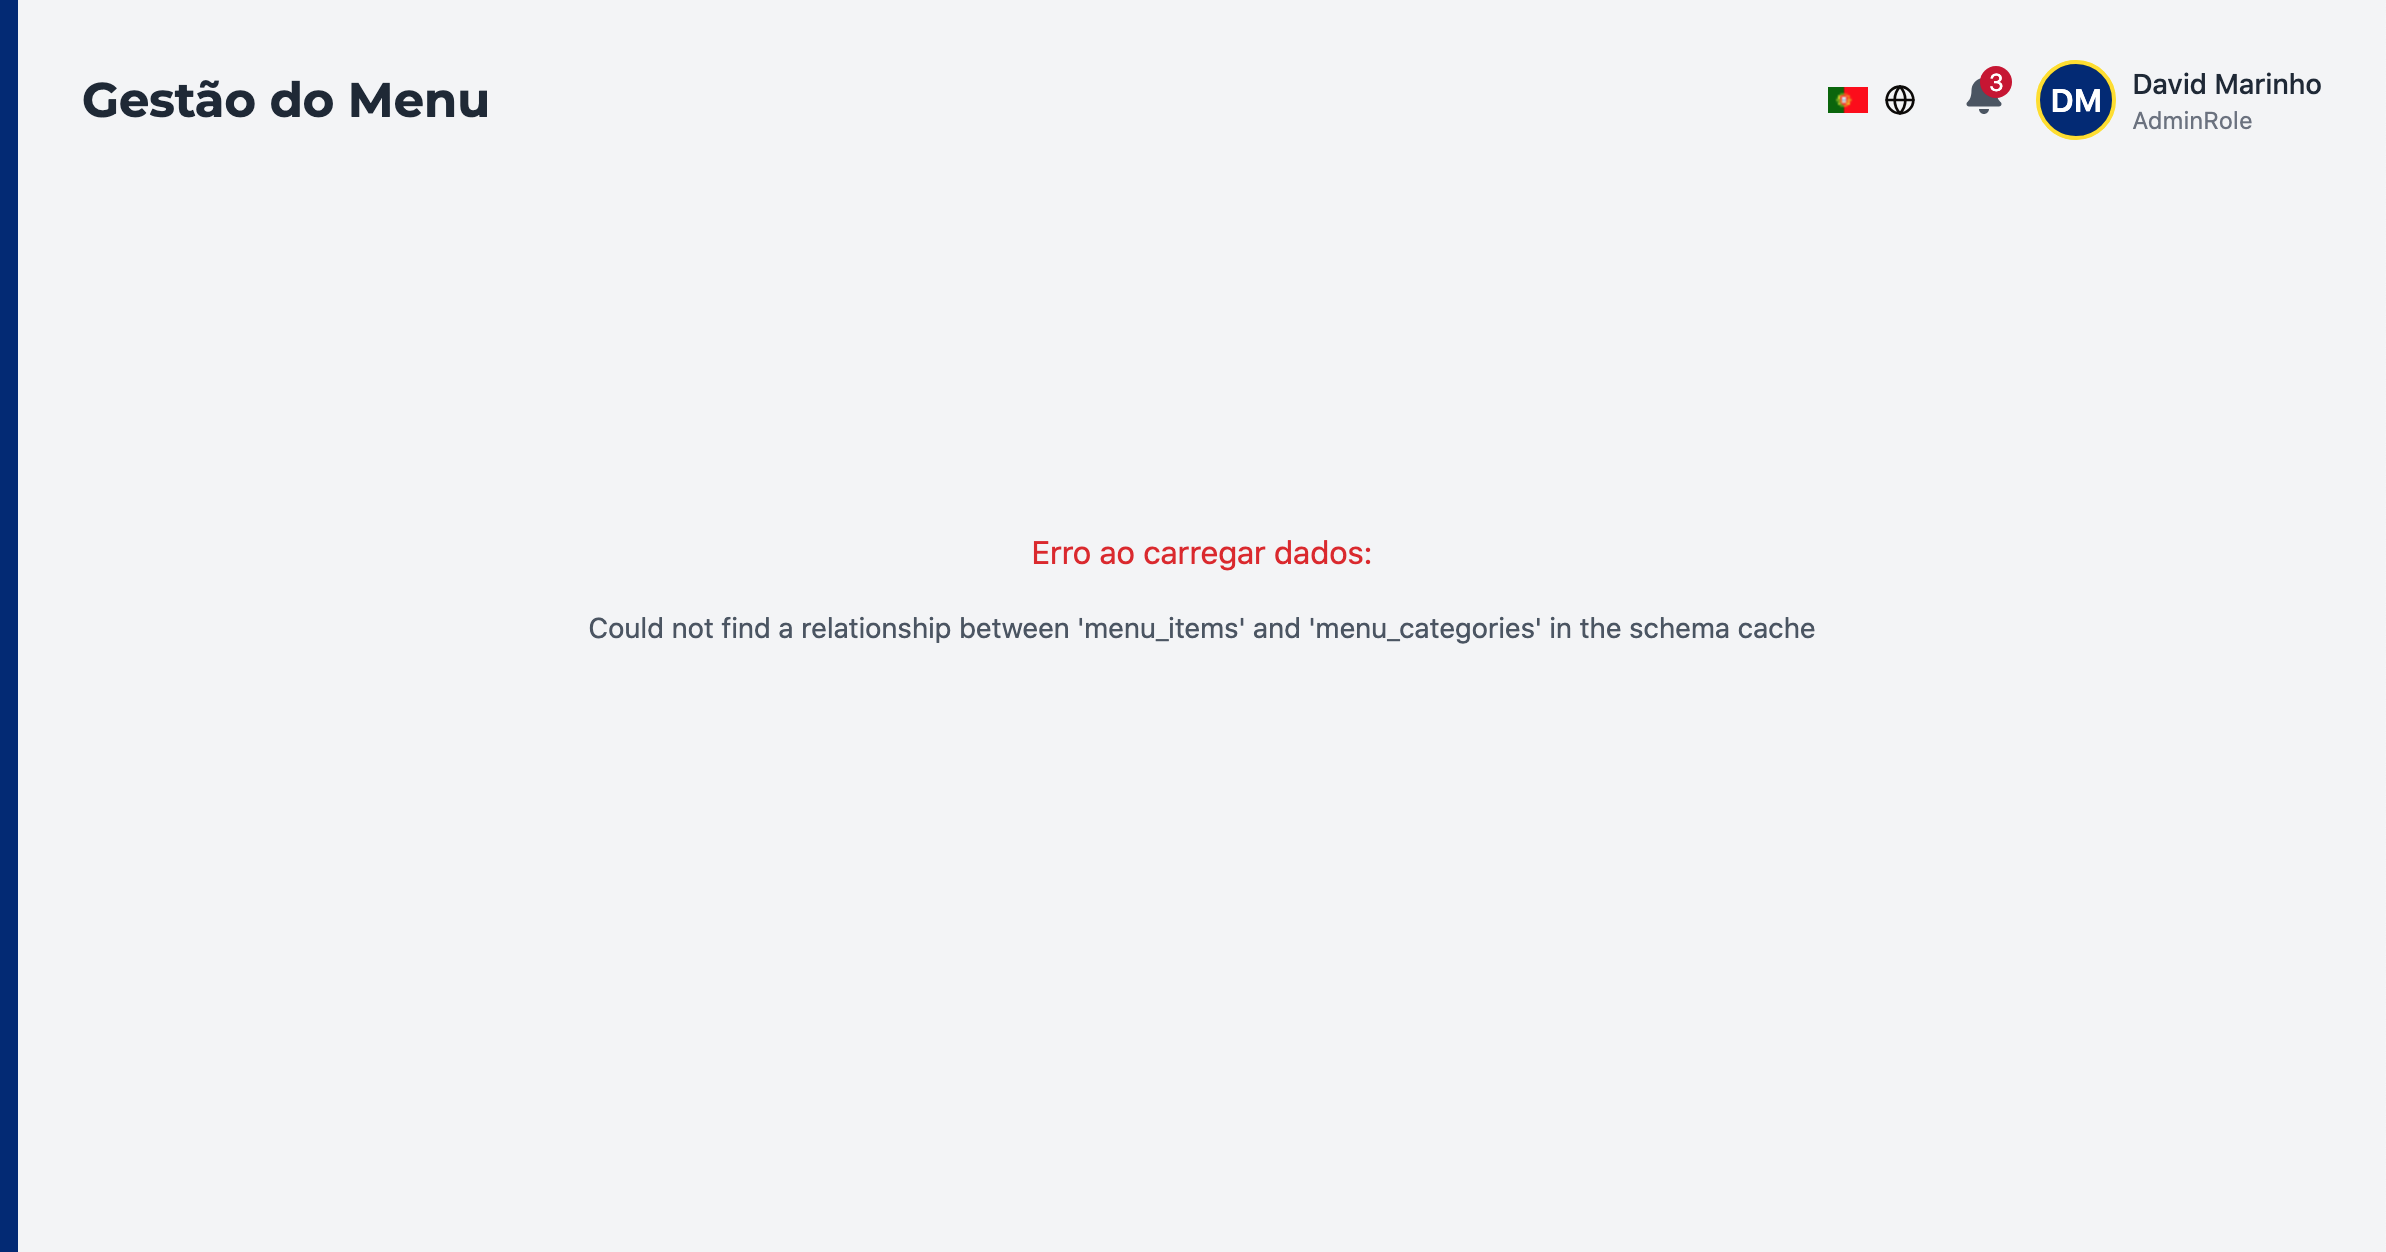 Gestão do Menu
3
DM
David Marinho
AdminRole
Erro ao carregar dados:
Could not find a relationship between 'menu_items' and 'menu_categories' in the schema cache